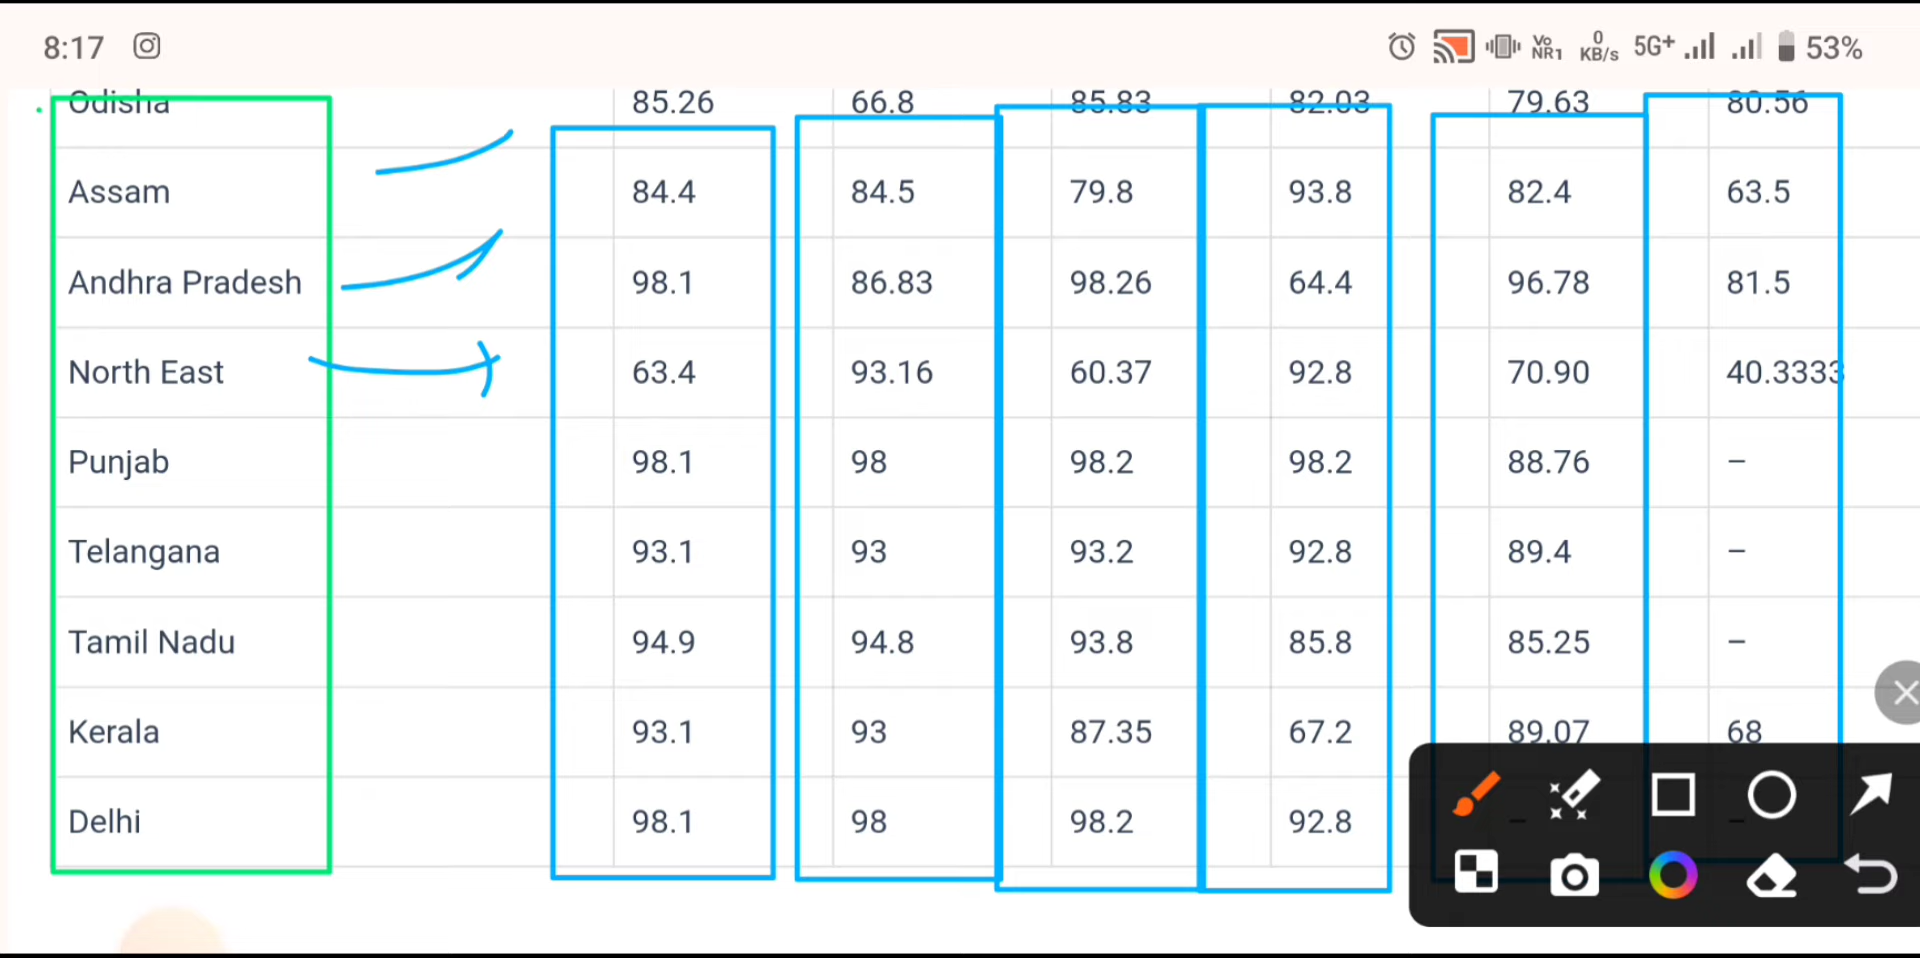 8:17 Vo NR1 0 KB/s 5G+ 53%
Odisha 85.26 66.8 85.83 82.03 79.63 80.56
Assam 84.4 84.5 79.8 93.8 82.4 63.5
Andhra Pradesh 98.1 86.83 98.26 64.4 96.78 81.5
North East 63.4 93.16 60.37 92.8 70.90 40.3333
Punjab 98.1 98 98.2 98.2 88.76 –
Telangana 93.1 93 93.2 92.8 89.4 –
Tamil Nadu 94.9 94.8 93.8 85.8 85.25 –
Kerala 93.1 93 87.35 67.2 89.07 68
Delhi 98.1 98 98.2 92.8 – –